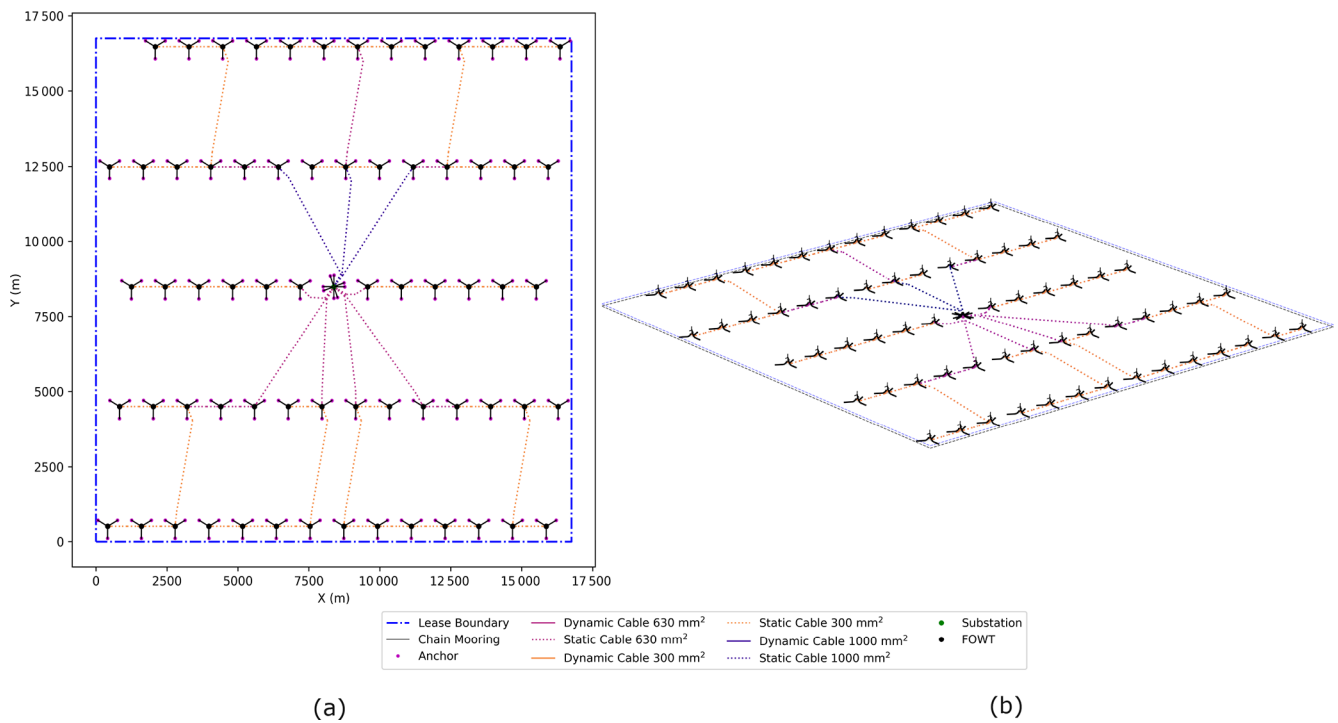 17 500
15 000
12 500
10 000
7500
5000
2500
0
Y (m)
0 2500 5000 7500 10 000 12 500 15 000 17 500
X (m)
Lease Boundary Dynamic Cable 630 mm² Static Cable 300 mm² Substation
Chain Mooring Static Cable 630 mm² Dynamic Cable 1000 mm² FOWT
Anchor Dynamic Cable 300 mm² Static Cable 1000 mm²
(a) (b)